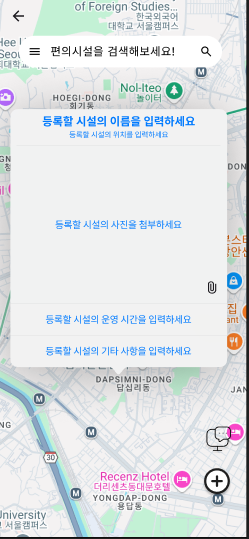 of Foreign Studies...
한국외국어
대학교 서울캠퍼스
편의시설을 검색해보세요!
M
Nol-Iteo
놀이터
HOEGI-DONG
회기동
등록할 시설의 이름을 입력하세요
등록할 시설의 위치를 입력하세요
등록할 시설의 사진을 첨부하세요
등록할 시설의 운영 시간을 입력하세요
등록할 시설의 기타 사항을 입력하세요
DAPSIMNI-DONG
답십리동
JAN
M
M
30
Recenz Hotel
더리센츠동대문호텔
YONGDAP-DONG
용답동
M
University
교 서울캠퍼스